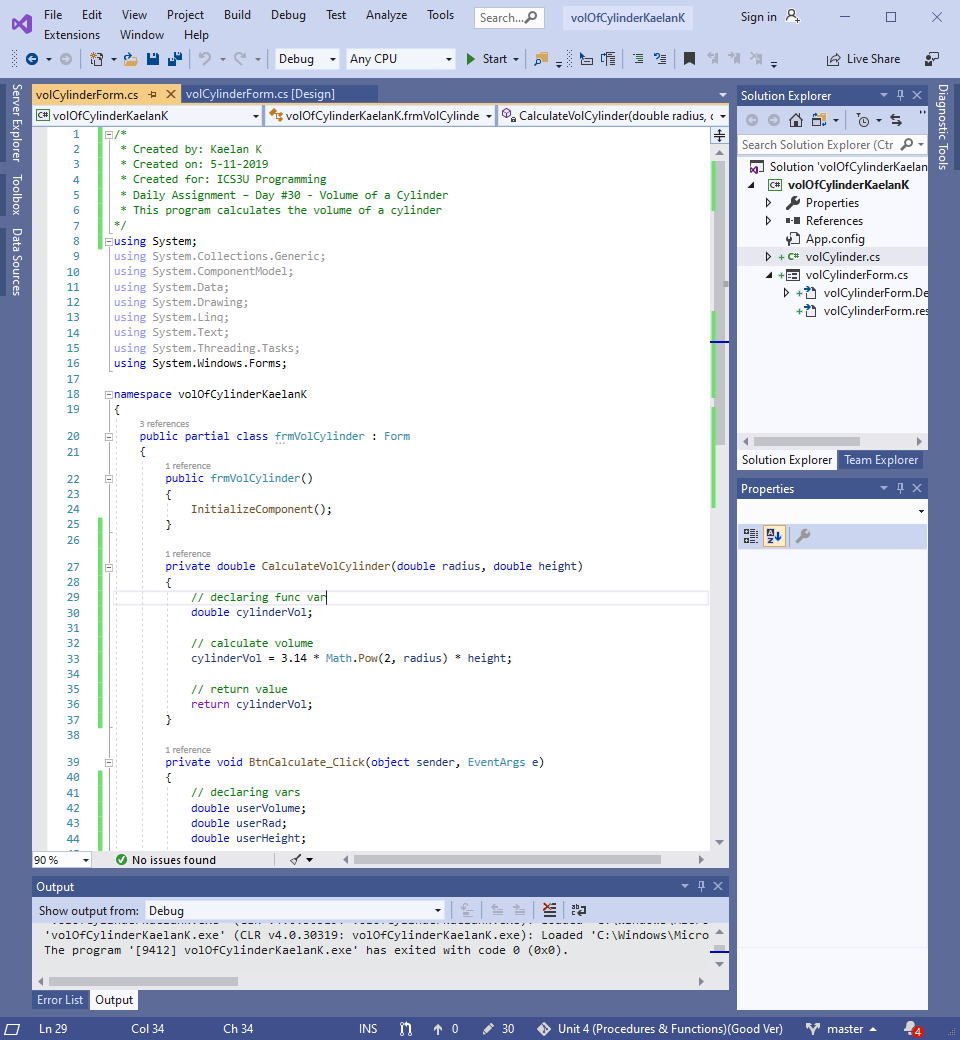 File Edit View Project Build Debug Test Analyze Tools Search... volOfCylinderKaelanK Sign in
Extensions Window Help
Debug Any CPU Start Live Share
volCylinderForm.cs volCylinderForm.cs [Design]
volOfCylinderKaelanK volOfCylinderKaelanK.frmVolCylinde CalculateVolCylinder(double radius, c
1 /*
2 * Created by: Kaelan K
3 * Created on: 5-11-2019
4 * Created for: ICS3U Programming
5 * Daily Assignment – Day #30 - Volume of a Cylinder
6 * This program calculates the volume of a cylinder
7 */
8 using System;
9 using System.Collections.Generic;
10 using System.ComponentModel;
11 using System.Data;
12 using System.Drawing;
13 using System.Linq;
14 using System.Text;
15 using System.Threading.Tasks;
16 using System.Windows.Forms;
17
18 namespace volOfCylinderKaelanK
19 {
3 references
20 public partial class frmVolCylinder : Form
21 {
1 reference
22 public frmVolCylinder()
23 {
24 InitializeComponent();
25 }
26
1 reference
27 private double CalculateVolCylinder(double radius, double height)
28 {
29 // declaring func var
30 double cylinderVol;
31
32 // calculate volume
33 cylinderVol = 3.14 * Math.Pow(2, radius) * height;
34
35 // return value
36 return cylinderVol;
37 }
38
1 reference
39 private void BtnCalculate_Click(object sender, EventArgs e)
40 {
41 // declaring vars
42 double userVolume;
43 double userRad;
44 double userHeight;
90 % No issues found
Output
Show output from: Debug
'volOfCylinderKaelanK.exe' (CLR v4.0.30319: volOfCylinderKaelanK.exe): Loaded 'C:\Windows\Micro
The program '[9412] volOfCylinderKaelanK.exe' has exited with code 0 (0x0).
Error List Output
Server Explorer
Toolbox
Data Sources
Solution Explorer
Search Solution Explorer (Ctr
Solution 'volOfCylinderKaelan
volOfCylinderKaelanK
Properties
References
App.config
volCylinder.cs
volCylinderForm.cs
volCylinderForm.De
volCylinderForm.res
Solution Explorer Team Explorer
Properties
Diagnostic Tools
Ln 29 Col 34 Ch 34 INS 0 30 Unit 4 (Procedures & Functions)(Good Ver) master 4